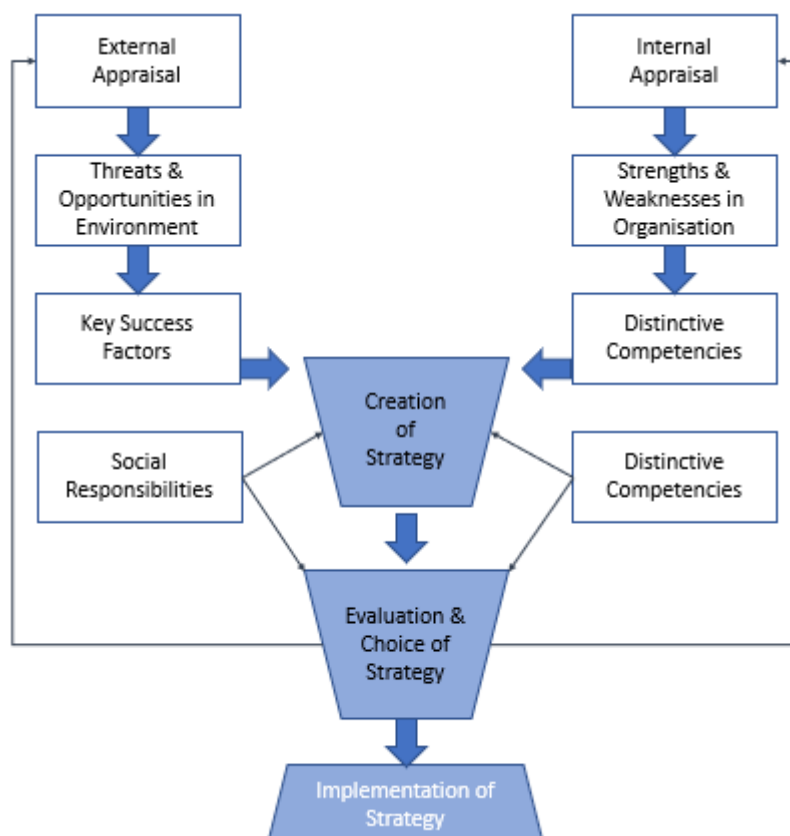 External
Appraisal
Internal
Appraisal
Threats &
Opportunities in
Environment
Strengths &
Weaknesses in
Organisation
Key Success
Factors
Distinctive
Competencies
Creation
of
Strategy
Social
Responsibilities
Distinctive
Competencies
Evaluation &
Choice of
Strategy
Implementation of
Strategy